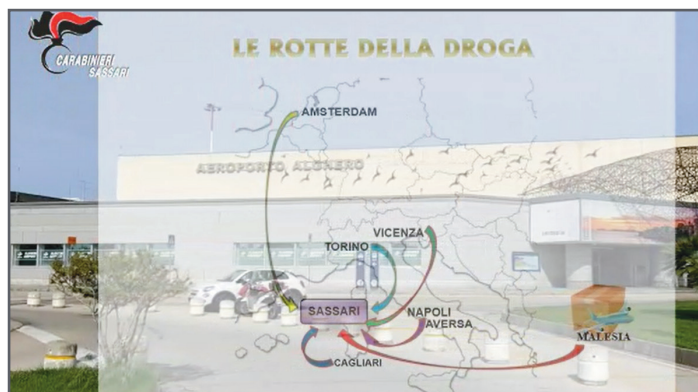 CARABINIERI
SASSARI
LE ROTTE DELLA DROGA
AMSTERDAM
AEROPORTO ALGHERO
VICENZA
TORINO
SASSARI
NAPOLI
AVERSA
MALESIA
CAGLIARI